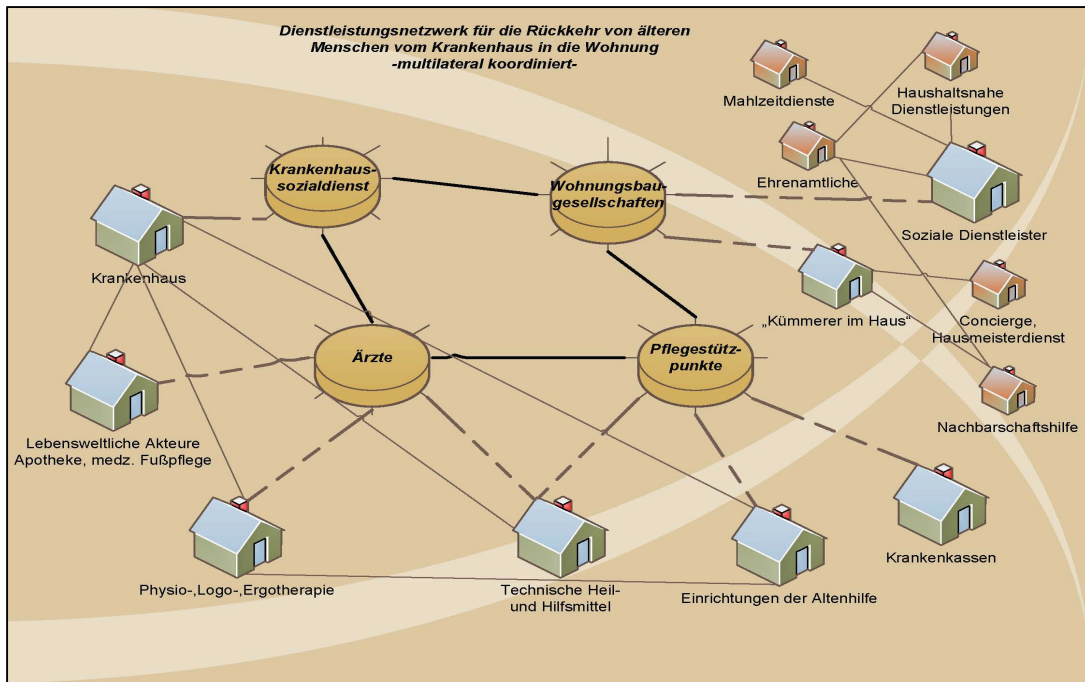 Dienstleistungsnetzwerk für die Rückkehr von älteren
Menschen vom Krankenhaus in die Wohnung
-multilateral koordiniert-
Mahlzeitdienste
Haushaltsnahe
Dienstleistungen
Ehrenamtliche
Krankenhaus-
sozialdienst
Wohnungsbau-
gesellschaften
Soziale Dienstleister
Krankenhaus
„Kümmerer im Haus“
Concierge,
Hausmeisterdienst
Ärzte
Pflegestütz-
punkte
Nachbarschaftshilfe
Lebensweltliche Akteure
Apotheke, medz. Fußpflege
Krankenkassen
Physio-,Logo-,Ergotherapie
Technische Heil-
und Hilfsmittel
Einrichtungen der Altenhilfe